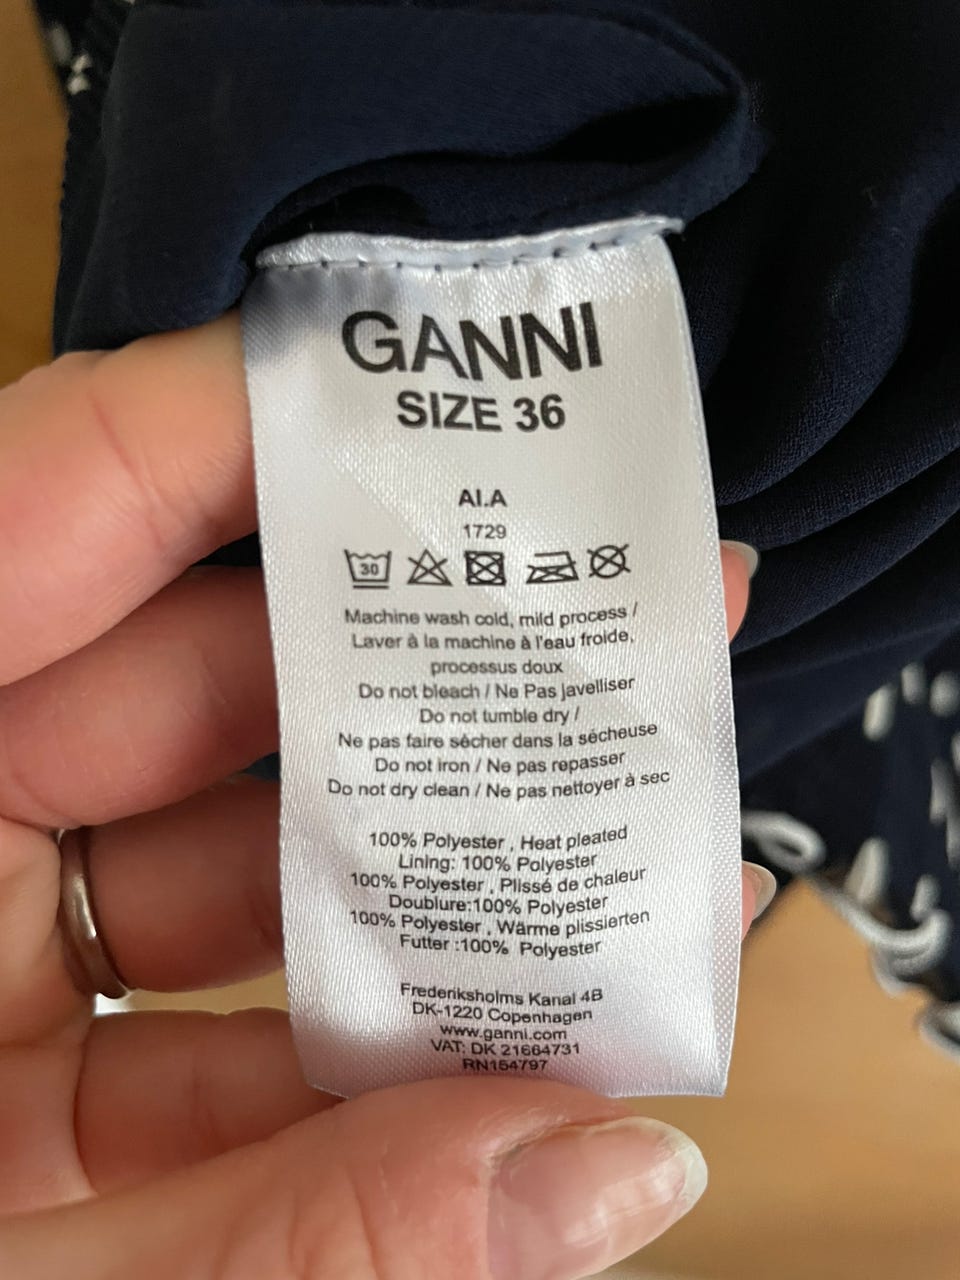 GANNI
SIZE 36
AI.A
1729
30
Machine wash cold, mild process /
Laver à la machine à l'eau froide,
processus doux
Do not bleach / Ne Pas javelliser
Do not tumble dry /
Ne pas faire sécher dans la sécheuse
Do not iron / Ne pas repasser
Do not dry clean / Ne pas nettoyer à sec
100% Polyester , Heat pleated
Lining: 100% Polyester
100% Polyester , Plissé de chaleur
Doublure:100% Polyester
100% Polyester , Wärme plissierten
Futter :100% Polyester
Frederiksholms Kanal 4B
DK-1220 Copenhagen
www.ganni.com
VAT: DK 21664731
RN154797